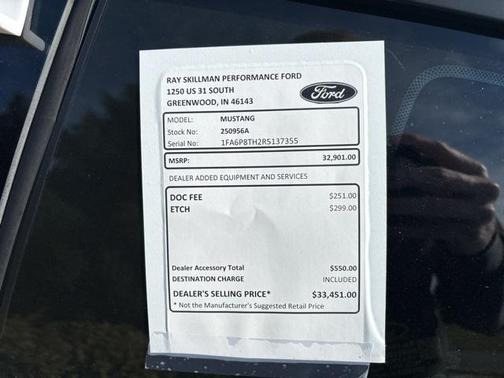 RAY SKILLMAN PERFORMANCE FORD
1250 US 31 SOUTH
GREENWOOD, IN 46143
Ford
MODEL: MUSTANG
Stock No: 250956A
Serial No: 1FA6P8TH2R5137355
MSRP: 32,901.00
DEALER ADDED EQUIPMENT AND SERVICES
DOC FEE $251.00
ETCH $299.00
Dealer Accessory Total $550.00
DESTINATION CHARGE INCLUDED
DEALER'S SELLING PRICE* $33,451.00
* Not the Manufacturer's Suggested Retail Price